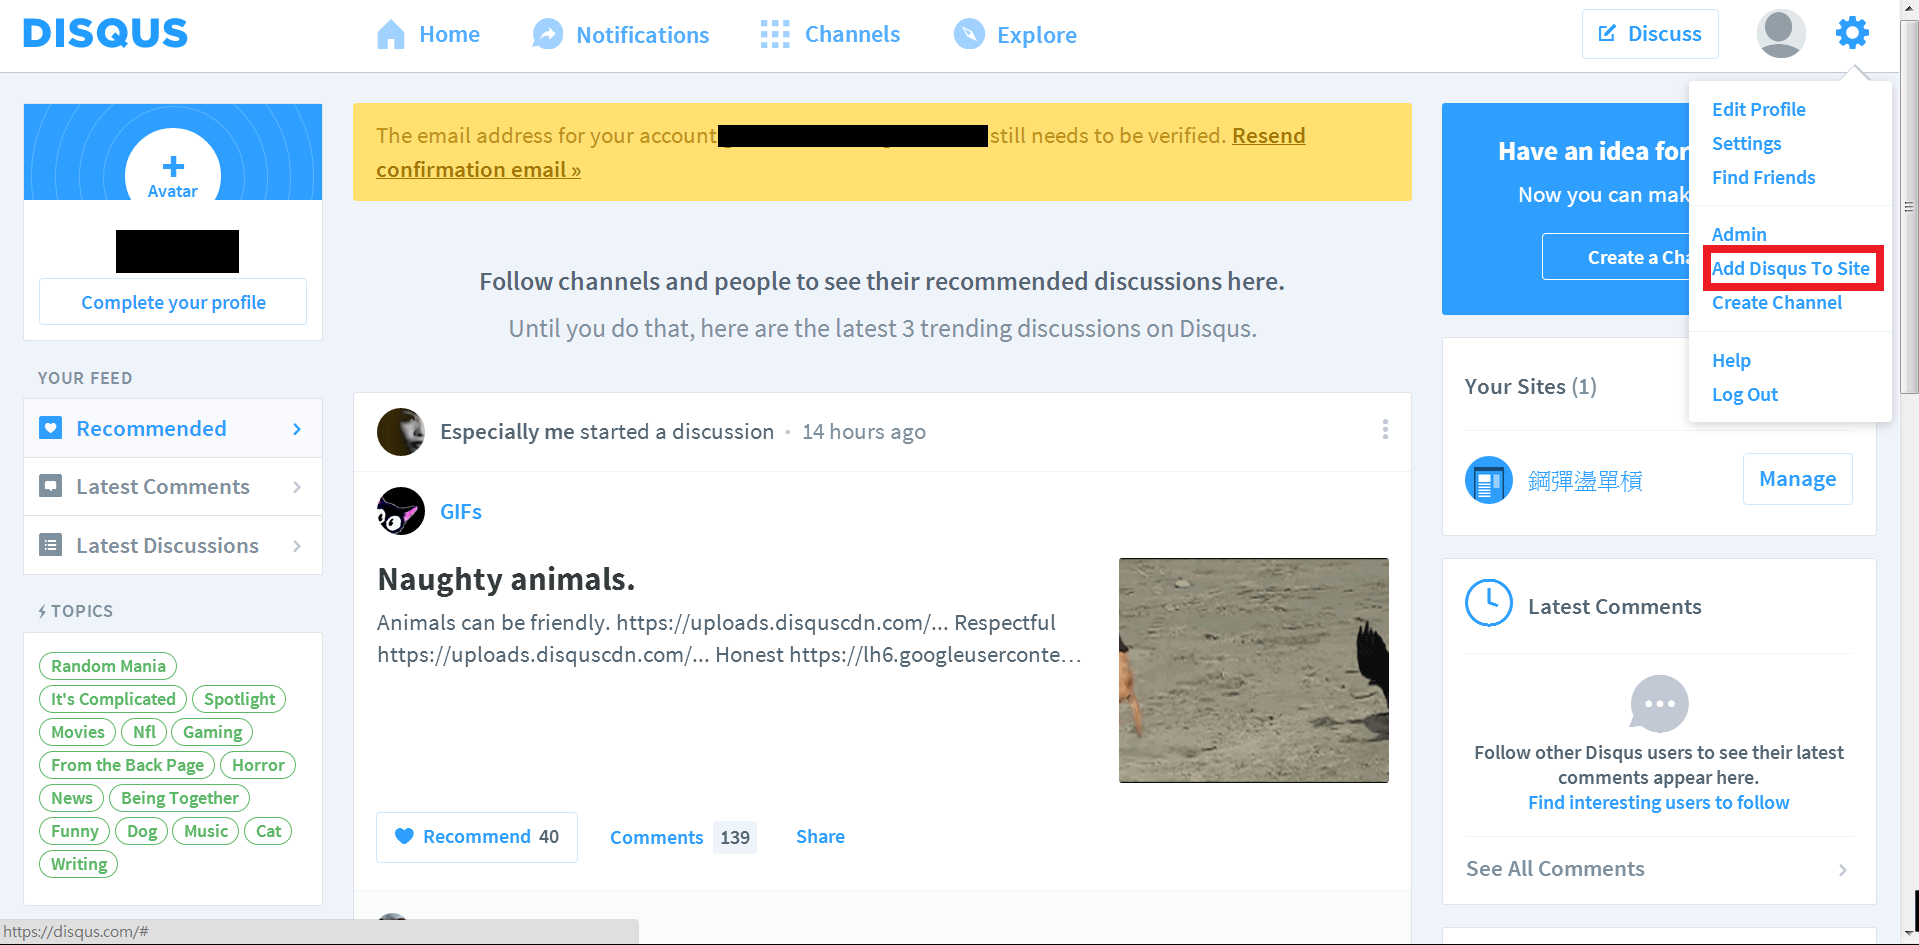 DISQUS
Home
Notifications
Channels
Explore
Discuss
Edit Profile
Settings
Find Friends
Admin
Add Disqus To Site
Create Channel
Help
Log Out
Avatar
Complete your profile
YOUR FEED
Recommended
Latest Comments
Latest Discussions
TOPICS
Random Mania
It's Complicated
Spotlight
Movies
Nfl
Gaming
From the Back Page
Horror
News
Being Together
Funny
Dog
Music
Cat
Writing
The email address for your account still needs to be verified. Resend
confirmation email »
Follow channels and people to see their recommended discussions here.
Until you do that, here are the latest 3 trending discussions on Disqus.
Especially me started a discussion • 14 hours ago
GIFs
Naughty animals.
Animals can be friendly. https://uploads.disquscdn.com/... Respectful
https://uploads.disquscdn.com/... Honest https://lh6.googleuserconte…
Recommend 40
Comments 139
Share
Have an idea for
Now you can mak
Create a Cha
Your Sites (1)
鋼彈盪單槓
Manage
Latest Comments
Follow other Disqus users to see their latest
comments appear here.
Find interesting users to follow
See All Comments
https://disqus.com/#